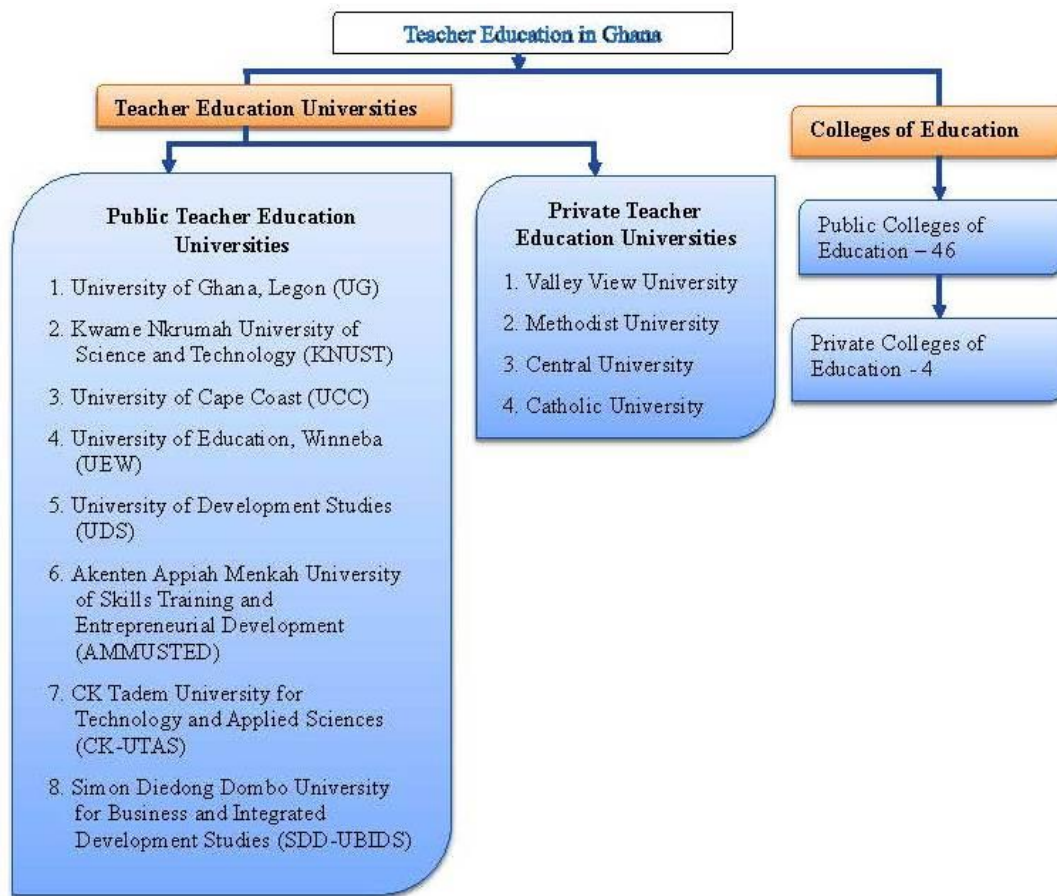 Teacher Education in Ghana
Teacher Education Universities
Public Teacher Education
Universities
1. University of Ghana, Legon (UG)
2. Kwame Nkrumah University of
Science and Technology (KNUST)
3. University of Cape Coast (UCC)
4. University of Education, Winneba
(UEW)
5. University of Development Studies
(UDS)
6. Akenten Appiah Menkah University
of Skills Training and
Entrepreneurial Development
(AMMUSTED)
7. CK Tadem University for
Technology and Applied Sciences
(CK-UTAS)
8. Simon Diedong Dombo University
for Business and Integrated
Development Studies (SDD-UBIDS)
Private Teacher
Education Universities
1. Valley View University
2. Methodist University
3. Central University
4. Catholic University
Colleges of Education
Public Colleges of
Education – 46
Private Colleges of
Education - 4